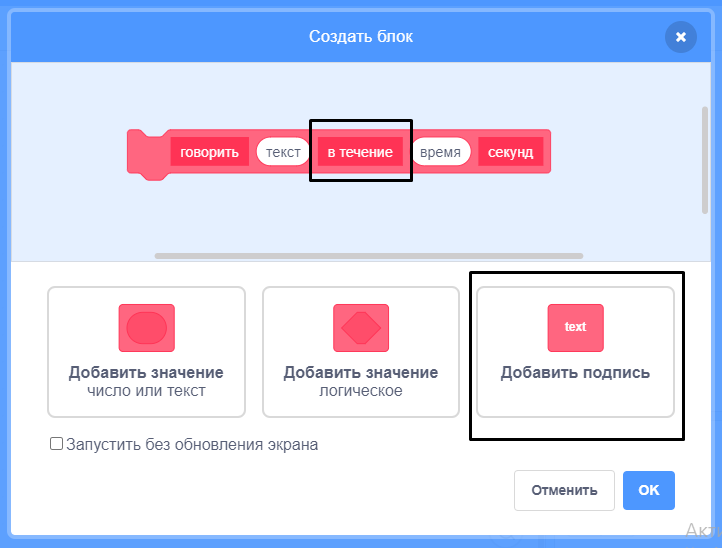 Создать блок
говорить текст в течение время секунд
text
Добавить значение Добавить значение Добавить подпись
число или текст логическое
Запустить без обновления экрана
Отменить OK